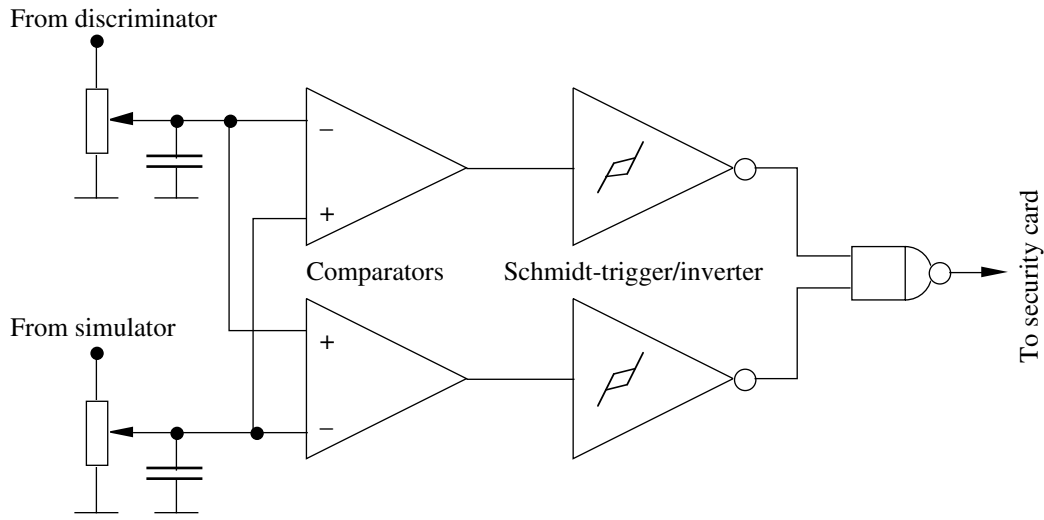 From discriminator
−
+
Comparators
Schmidt-trigger/inverter
To security card
From simulator
+
−